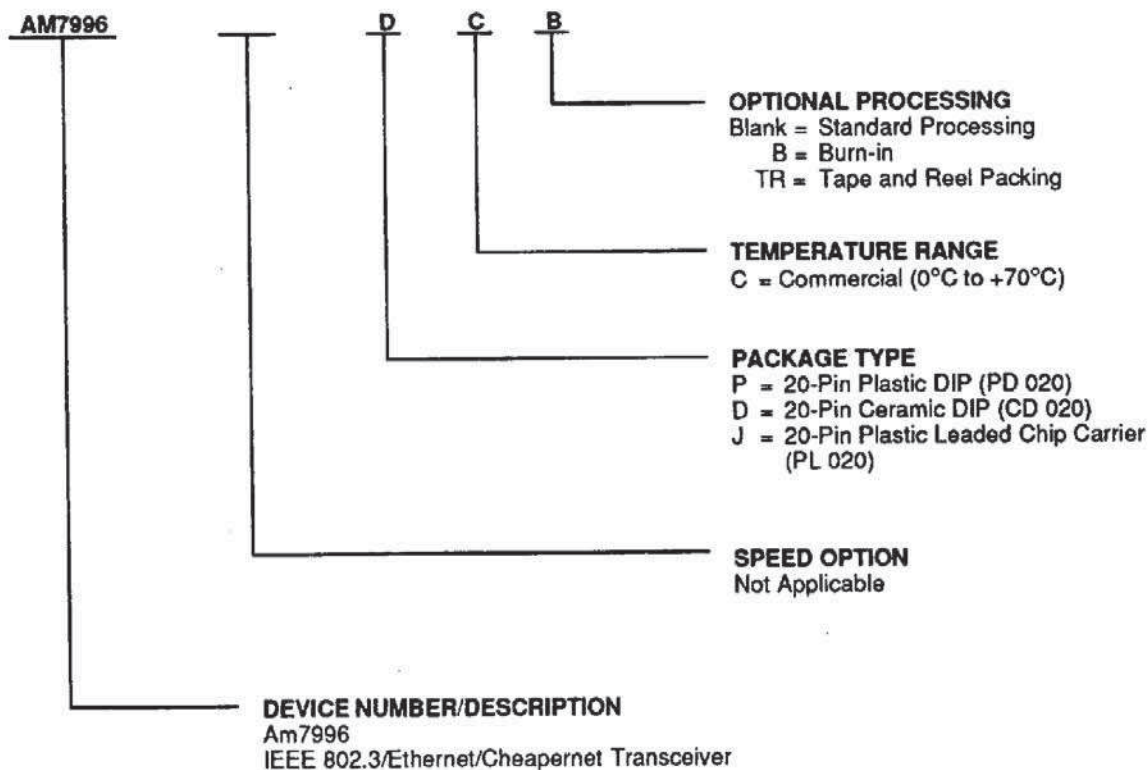 AM7996 D C B
OPTIONAL PROCESSING
Blank = Standard Processing
B = Burn-in
TR = Tape and Reel Packing
TEMPERATURE RANGE
C = Commercial (0°C to +70°C)
PACKAGE TYPE
P = 20-Pin Plastic DIP (PD 020)
D = 20-Pin Ceramic DIP (CD 020)
J = 20-Pin Plastic Leaded Chip Carrier
(PL 020)
SPEED OPTION
Not Applicable
DEVICE NUMBER/DESCRIPTION
Am7996
IEEE 802.3/Ethernet/Cheapernet Transceiver